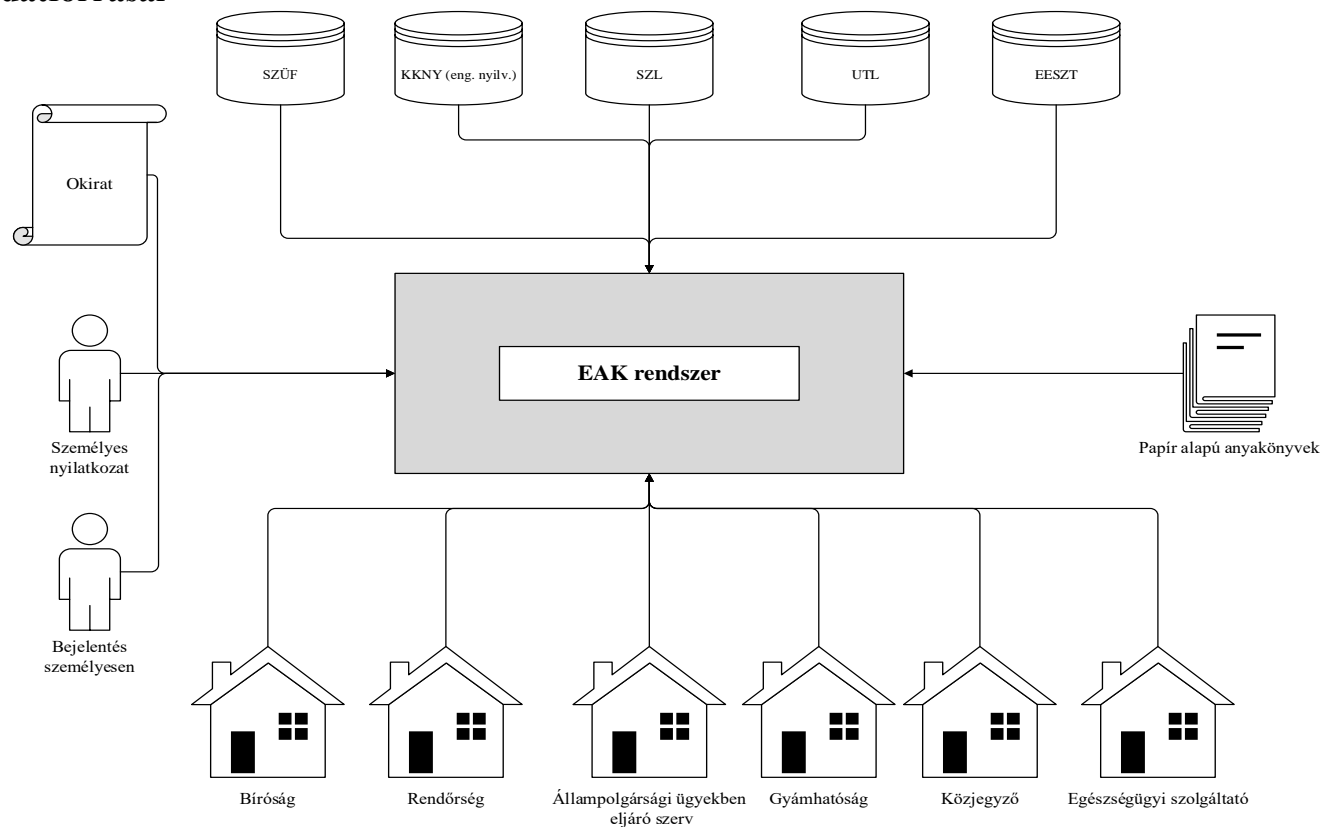 SZÜF
KKNY (eng. nyilv.)
SZL
UTL
EESZT
Okirat
EAK rendszer
Személyes
nyilatkozat
Papír alapú anyakönyvek
Bejelentés
személyesen
Bíróság
Rendőrség
Állampolgársági ügyekben
eljáró szerv
Gyámhatóság
Közjegyző
Egészségügyi szolgáltató